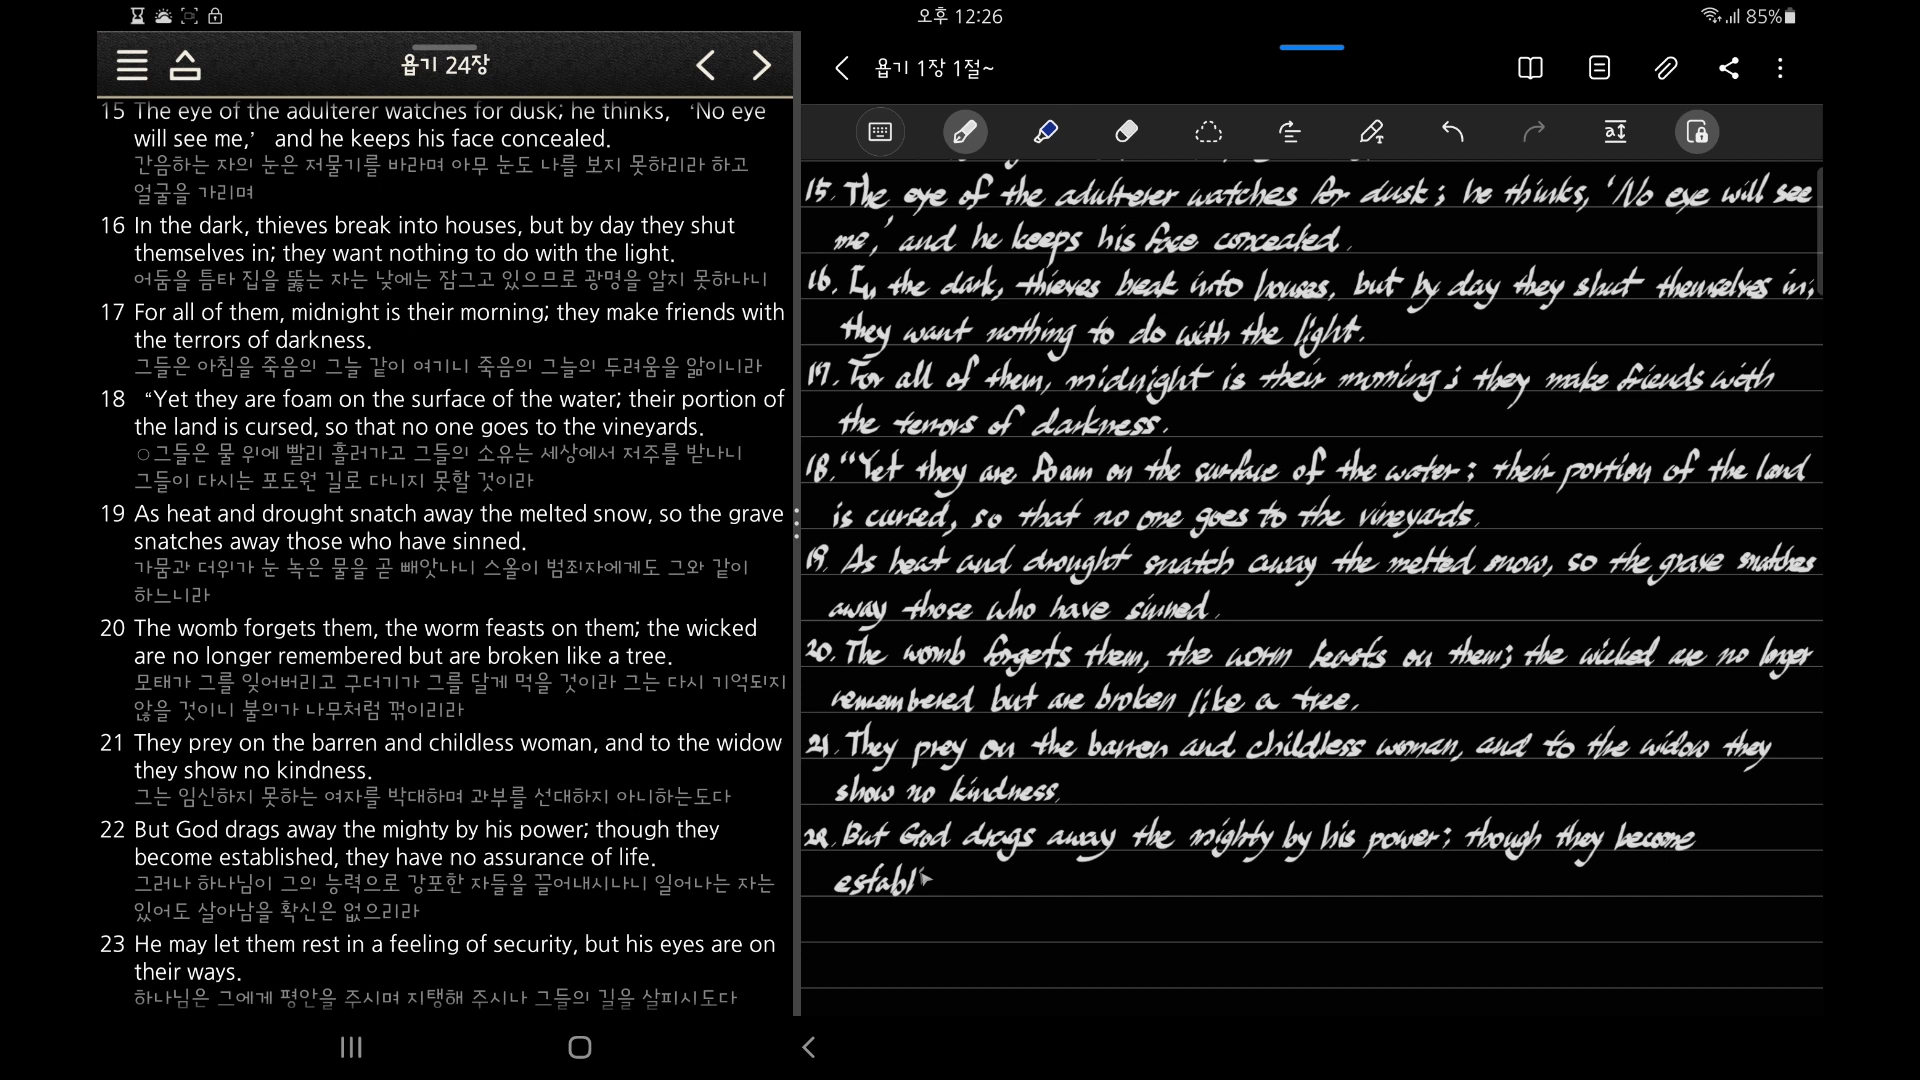 오후 12:26
85%
욥기 24장
15 The eye of the adulterer watches for dusk; he thinks, ‘No eye
will see me,’ and he keeps his face concealed.
간음하는 자의 눈은 저물기를 바라며 아무 눈도 나를 보지 못하리라 하고
얼굴을 가리며
16 In the dark, thieves break into houses, but by day they shut
themselves in; they want nothing to do with the light.
어둠을 틈타 집을 뚫는 자는 낮에는 잠그고 있으므로 광명을 알지 못하나니
17 For all of them, midnight is their morning; they make friends with
the terrors of darkness.
그들은 아침을 죽음의 그늘 같이 여기니 죽음의 그늘의 두려움을 앎이니라
18 “Yet they are foam on the surface of the water; their portion of
the land is cursed, so that no one goes to the vineyards.
○그들은 물 위에 빨리 흘러가고 그들의 소유는 세상에서 저주를 받나니
그들이 다시는 포도원 길로 다니지 못할 것이라
19 As heat and drought snatch away the melted snow, so the grave
snatches away those who have sinned.
가뭄과 더위가 눈 녹은 물을 곧 빼앗나니 스올이 범죄자에게도 그와 같이
하느니라
20 The womb forgets them, the worm feasts on them; the wicked
are no longer remembered but are broken like a tree.
모태가 그를 잊어버리고 구더기가 그를 달게 먹을 것이라 그는 다시 기억되지
않을 것이니 불의가 나무처럼 꺾이리라
21 They prey on the barren and childless woman, and to the widow
they show no kindness.
그는 임신하지 못하는 여자를 박대하며 과부를 선대하지 아니하는도다
22 But God drags away the mighty by his power; though they
become established, they have no assurance of life.
그러나 하나님이 그의 능력으로 강포한 자들을 끌어내시나니 일어나는 자는
있어도 살아남을 확신은 없으리라
23 He may let them rest in a feeling of security, but his eyes are on
their ways.
하나님은 그에게 평안을 주시며 지탱해 주시나 그들의 길을 살피시도다
욥기 1장 1절~
15. The eye of the adulterer watches for dusk; he thinks, ‘No eye will see
me,’ and he keeps his face concealed.
16. In the dark, thieves break into houses, but by day they shut themselves in;
they want nothing to do with the light.
17. For all of them, midnight is their morning; they make friends with
the terrors of darkness.
18. “Yet they are foam on the surface of the water; their portion of the land
is cursed, so that no one goes to the vineyards.
19. As heat and drought snatch away the melted snow, so the grave snatches
away those who have sinned.
20. The womb forgets them, the worm feasts on them; the wicked are no longer
remembered but are broken like a tree.
21. They prey on the barren and childless woman, and to the widow they
show no kindness.
22. But God drags away the mighty by his power; though they become
establi